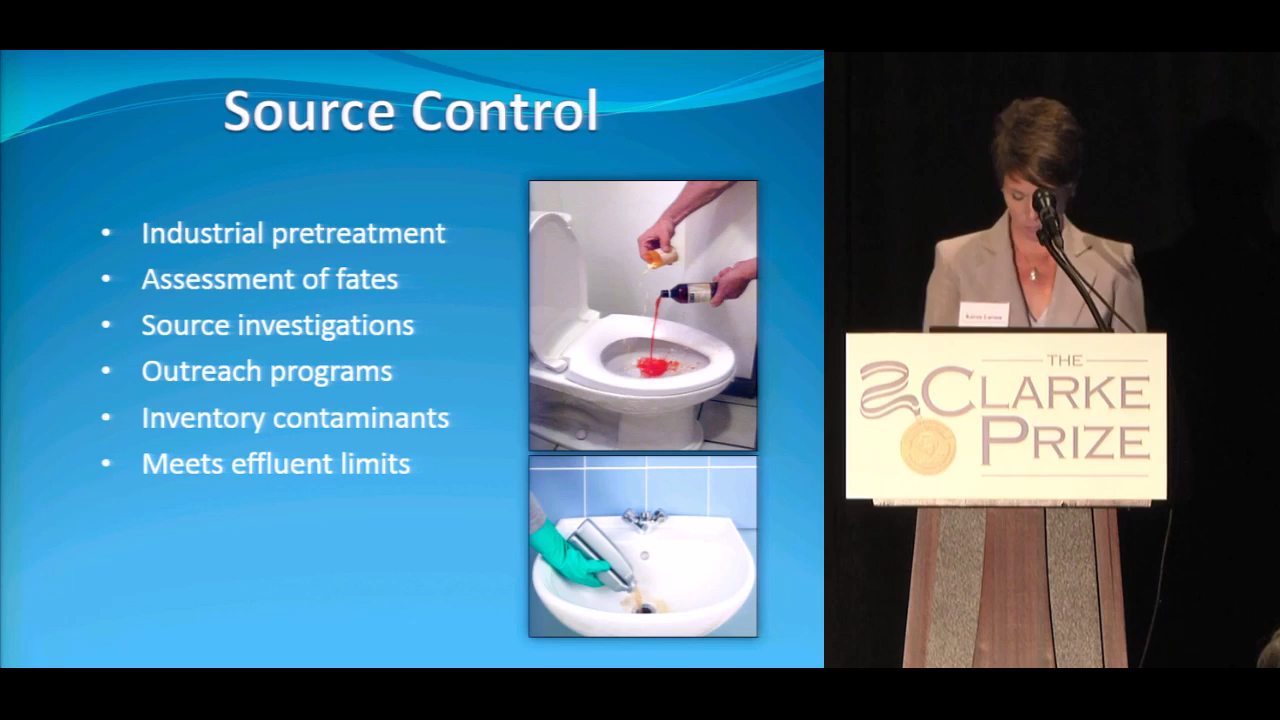 Source Control
• Industrial pretreatment
• Assessment of fates
• Source investigations
• Outreach programs
• Inventory contaminants
• Meets effluent limits
THE
CLARKE
PRIZE